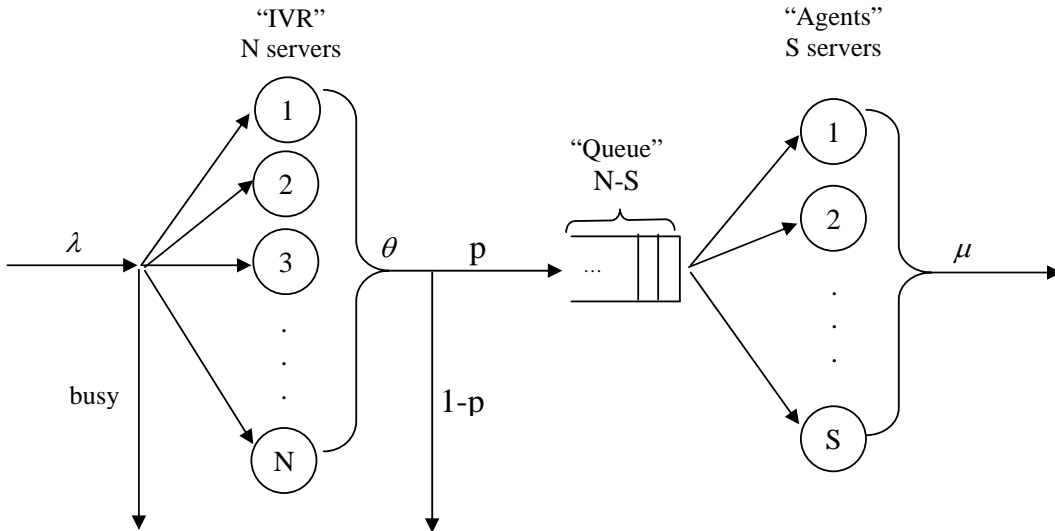 “IVR”
N servers
“Agents”
S servers
1
2
3
.
.
.
N
λ
busy
θ
p
1-p
“Queue”
N-S
...
1
2
.
.
.
S
μ